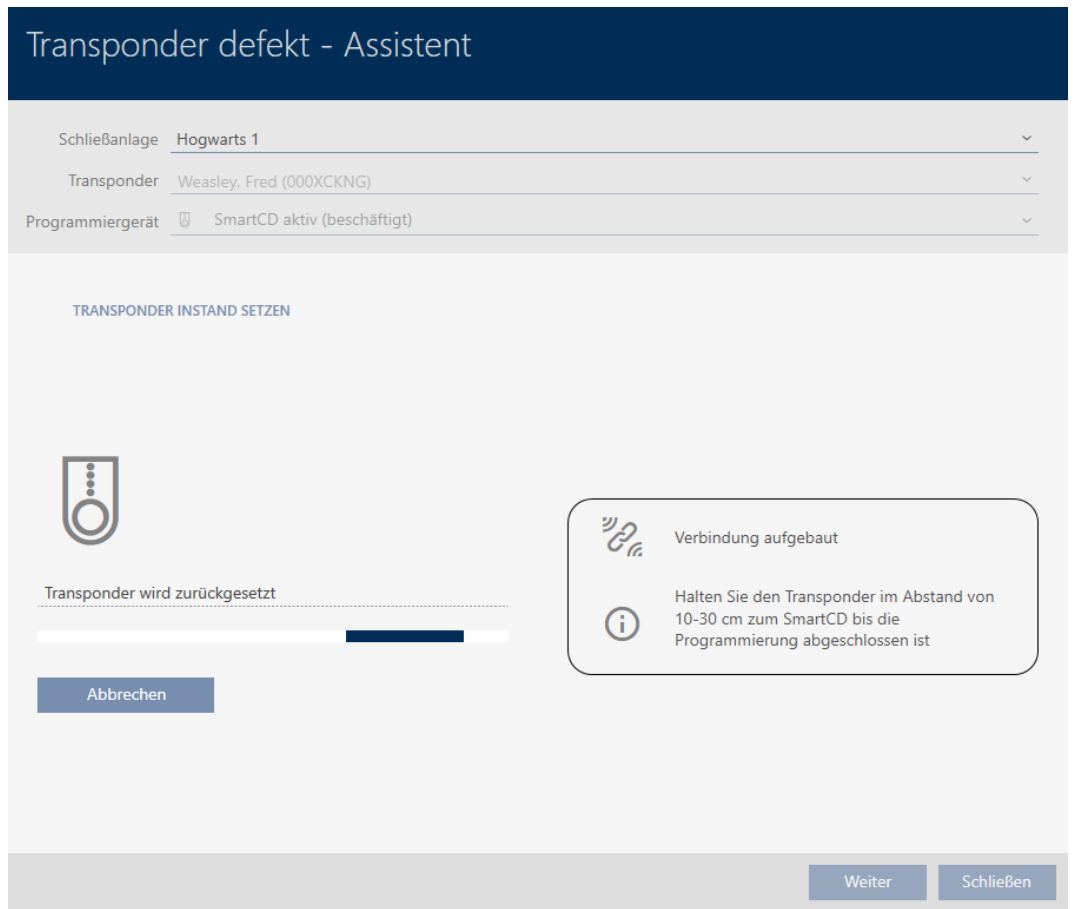 Transponder defekt - Assistent
Schließanlage Hogwarts 1
Transponder Weasley, Fred (000XCKNG)
Programmiergerät SmartCD aktiv (beschäftigt)
TRANSPONDER INSTAND SETZEN
Verbindung aufgebaut
Transponder wird zurückgesetzt
Halten Sie den Transponder im Abstand von
10-30 cm zum SmartCD bis die
Programmierung abgeschlossen ist
Abbrechen
Weiter Schließen